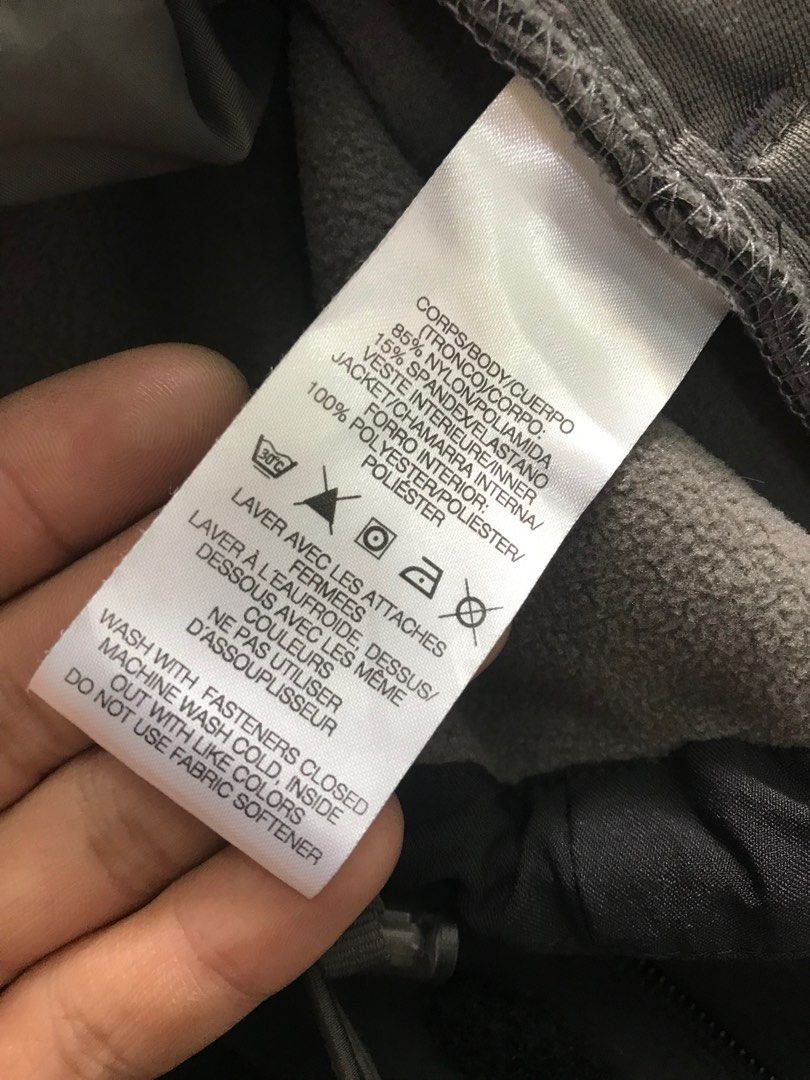 CORPS/BODY/CUERPO
(TRONCO)/CORPO:
85% NYLON/POLIAMIDA
15% SPANDEX/ELASTANO
VESTE INTERIEURE/INNER
JACKET/CHAMARRA INTERNA/
FORRO INTERIOR:
100% POLYESTER/POLIESTER/
POLIÉSTER
30°C
LAVER AVEC LES ATTACHES
FERMEES
LAVER À L'EAUFROIDE, DESSUS/
DESSOUS AVEC LES MÊME
COULEURS
NE PAS UTILISER
D'ASSOUPLISSEUR
WASH WITH FASTENERS CLOSED
MACHINE WASH COLD, INSIDE
OUT WITH LIKE COLORS
DO NOT USE FABRIC SOFTENER